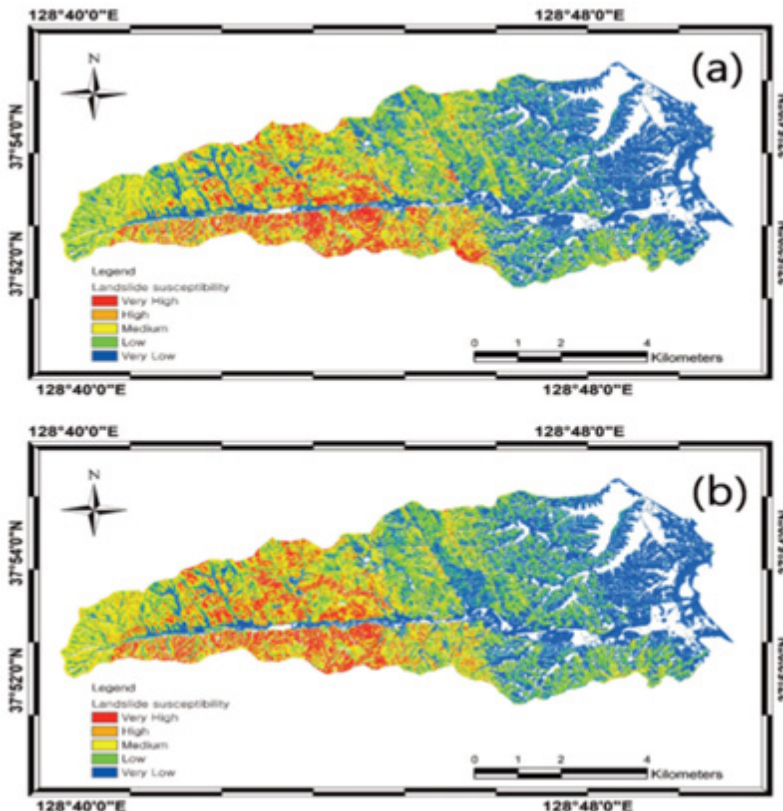 128°40'0"E 128°48'0"E
(a)
N
37°54'0"N
37°52'0"N
Legend
Landslide susceptibility
Very High
High
Medium
Low
Very Low
0 1 2 4
Kilometers
128°40'0"E 128°48'0"E
128°40'0"E 128°48'0"E
(b)
N
37°54'0"N
37°52'0"N
Legend
Landslide susceptibility
Very High
High
Medium
Low
Very Low
0 1 2 4
Kilometers
128°40'0"E 128°48'0"E